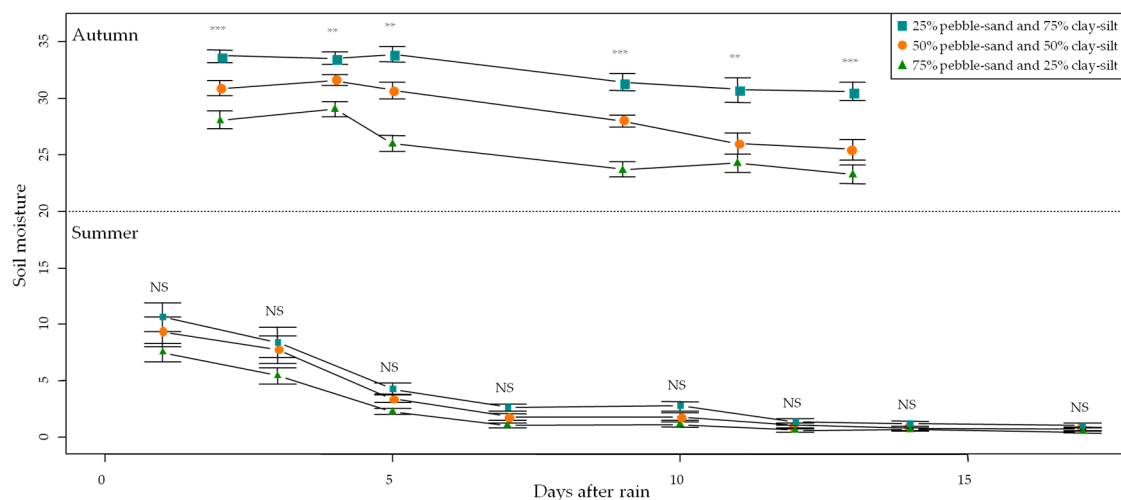 Autumn
***
**
**
***
**
***
25% pebble-sand and 75% clay-silt
50% pebble-sand and 50% clay-silt
75% pebble-sand and 25% clay-silt
35
30
25
20
15
10
5
0
Soil moisture
Summer
NS
NS
NS
NS
NS
NS
NS
NS
0
5
10
15
Days after rain